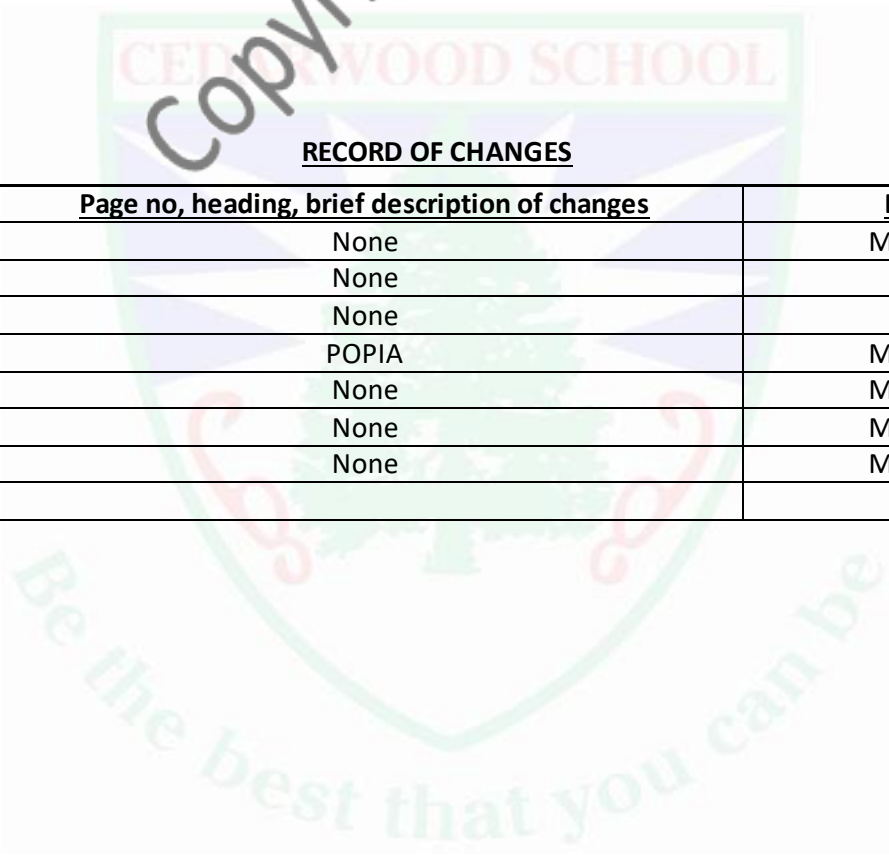 CEDARWOOD SCHOOL
RECORD OF CHANGES
Page no, heading, brief description of changes
None
None
None
POPIA
None
None
None
Be the best that you can be